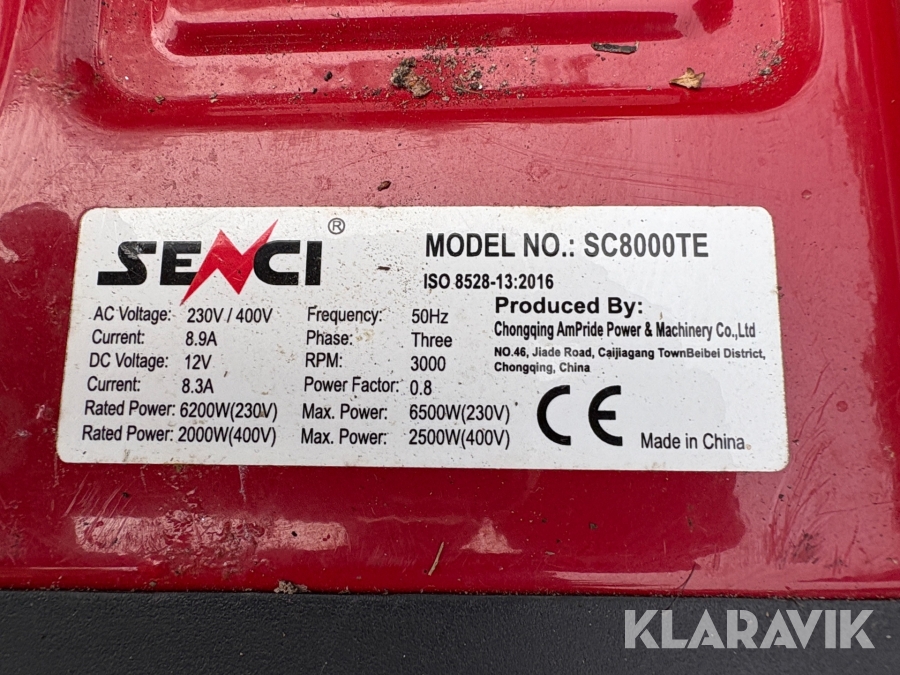 SENCI ®
MODEL NO.: SC8000TE
ISO 8528-13:2016
AC Voltage: 230V / 400V
Current: 8.9A
DC Voltage: 12V
Current: 8.3A
Rated Power: 6200W(230V)
Rated Power: 2000W(400V)
Frequency: 50Hz
Phase: Three
RPM: 3000
Power Factor: 0.8
Max. Power: 6500W(230V)
Max. Power: 2500W(400V)
Produced By:
Chongqing AmPride Power & Machinery Co.,Ltd
NO.46, Jiade Road, Caijiagang TownBeibei District,
Chongqing, China
CE
Made in China
KLARAVIK